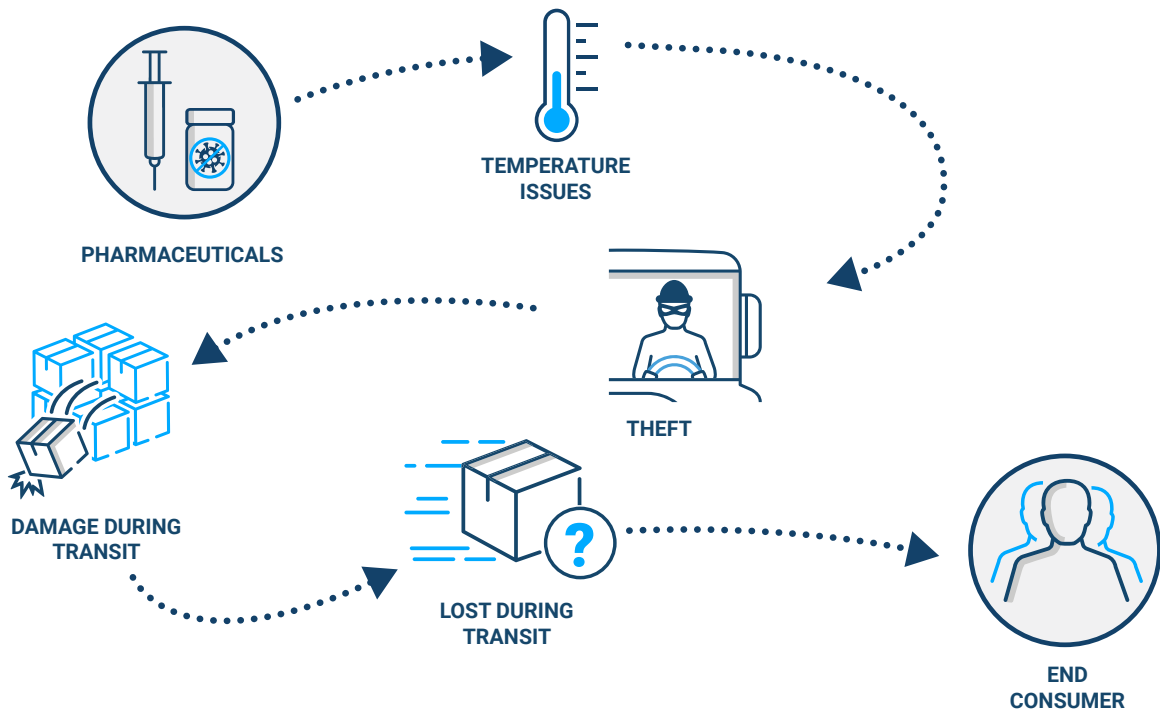 PHARMACEUTICALS
TEMPERATURE
ISSUES
THEFT
DAMAGE DURING
TRANSIT
?
LOST DURING
TRANSIT
END
CONSUMER